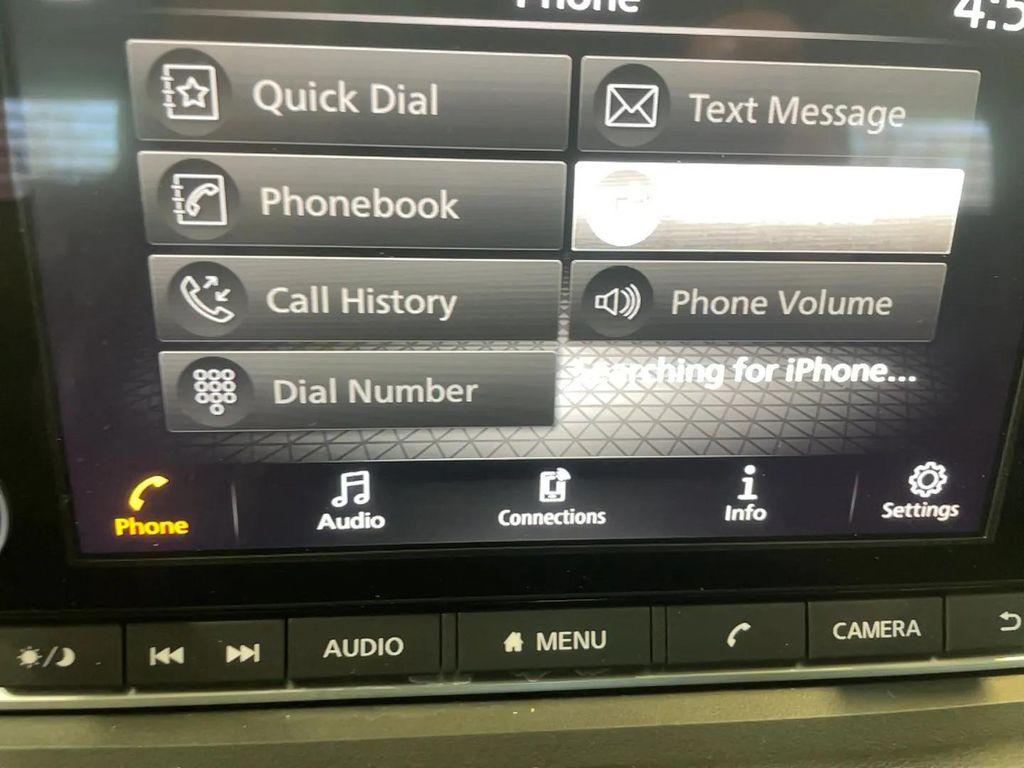 Phone
4:5
Quick Dial
Text Message
Phonebook
Call History
Phone Volume
Dial Number
Searching for iPhone...
Phone
Audio
Connections
Info
Settings
AUDIO
MENU
CAMERA